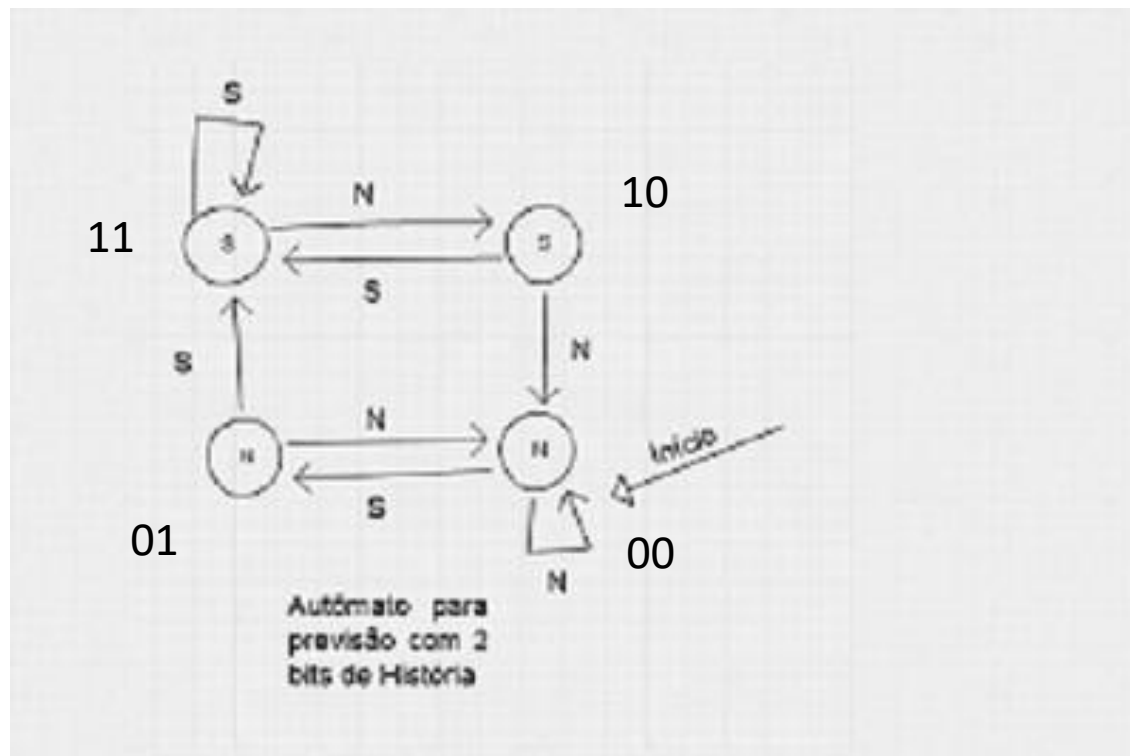 S
N
10
11
S
S
S
S
N
S
N
N
N
N
Início
S
01
00
N
Autômato para
previsão com 2
bits de História